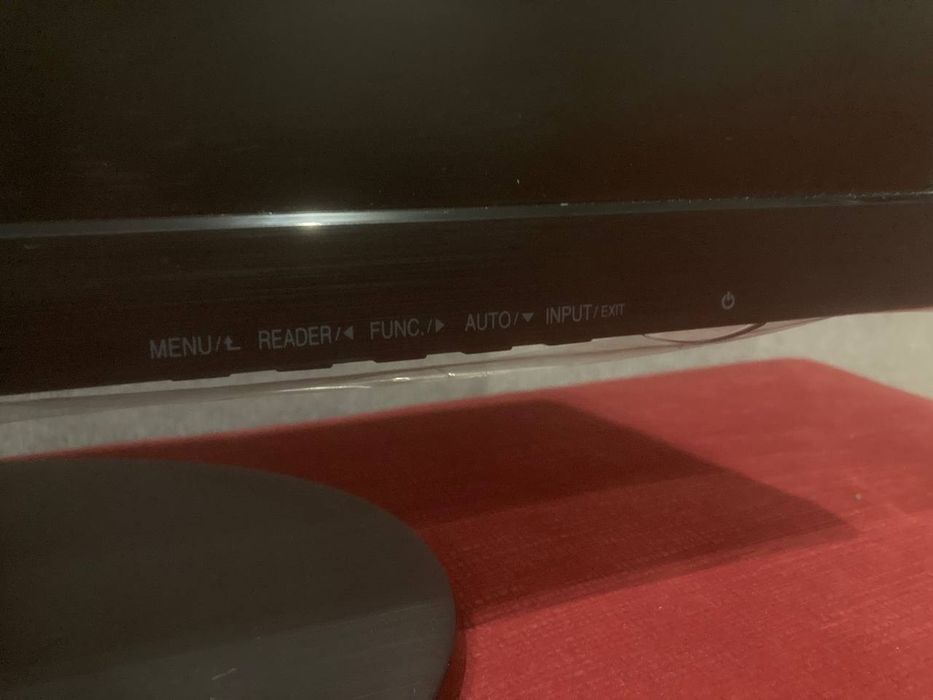 MENU/⮤ READER/◀ FUNC./▶ AUTO/▼ INPUT/EXIT